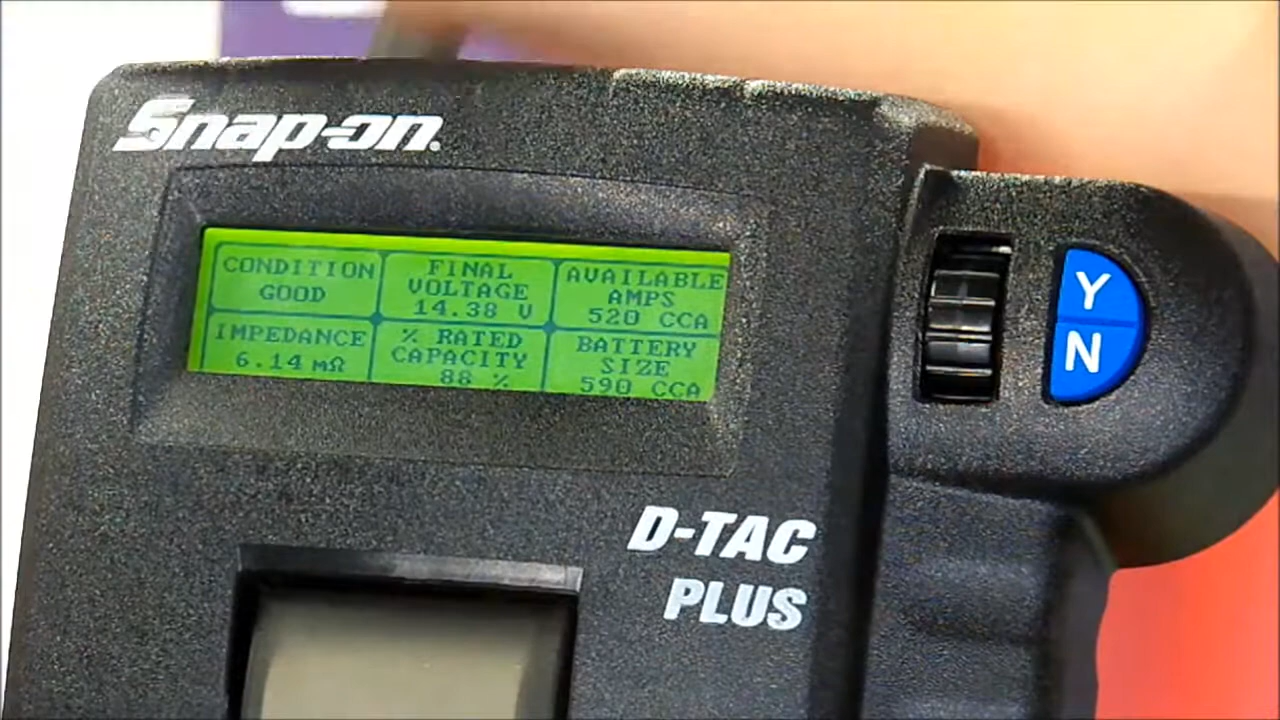 Snap-on
CONDITION
GOOD
FINAL
VOLTAGE
14.38 V
AVAILABLE
AMPS
520 CCA
IMPEDANCE
6.14 mΩ
% RATED
CAPACITY
88 %
BATTERY
SIZE
590 CCA
Y
N
D-TAC
PLUS